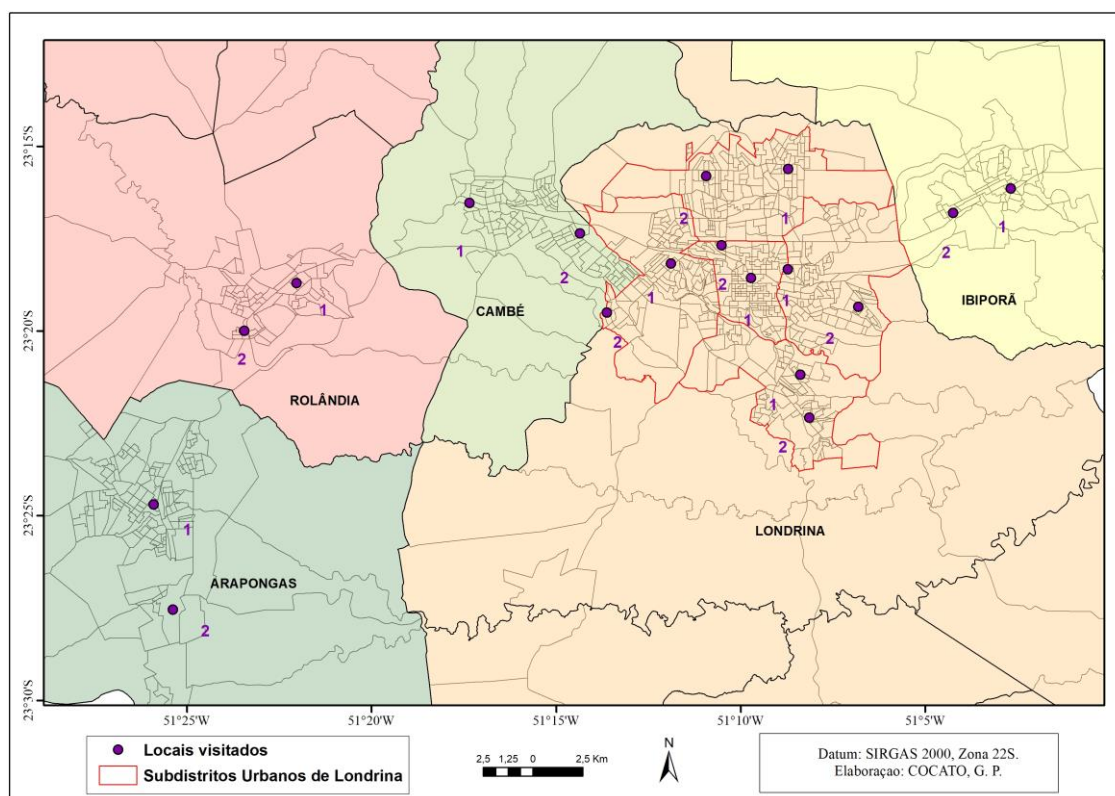 23°15'S
23°20'S
23°25'S
23°30'S
2
1
1
2
1
2
1
2
1
2
1
2
1
2
1
2
1
2
CAMBÉ
IBIPORÃ
ROLÂNDIA
LONDRINA
ARAPONGAS
51°25'W
51°20'W
51°15'W
51°10'W
51°5'W
Locais visitados
Subdistritos Urbanos de Londrina
2,5 1,25 0 2,5 Km
N
Datum: SIRGAS 2000, Zona 22S.
Elaboraçao: COCATO, G. P.